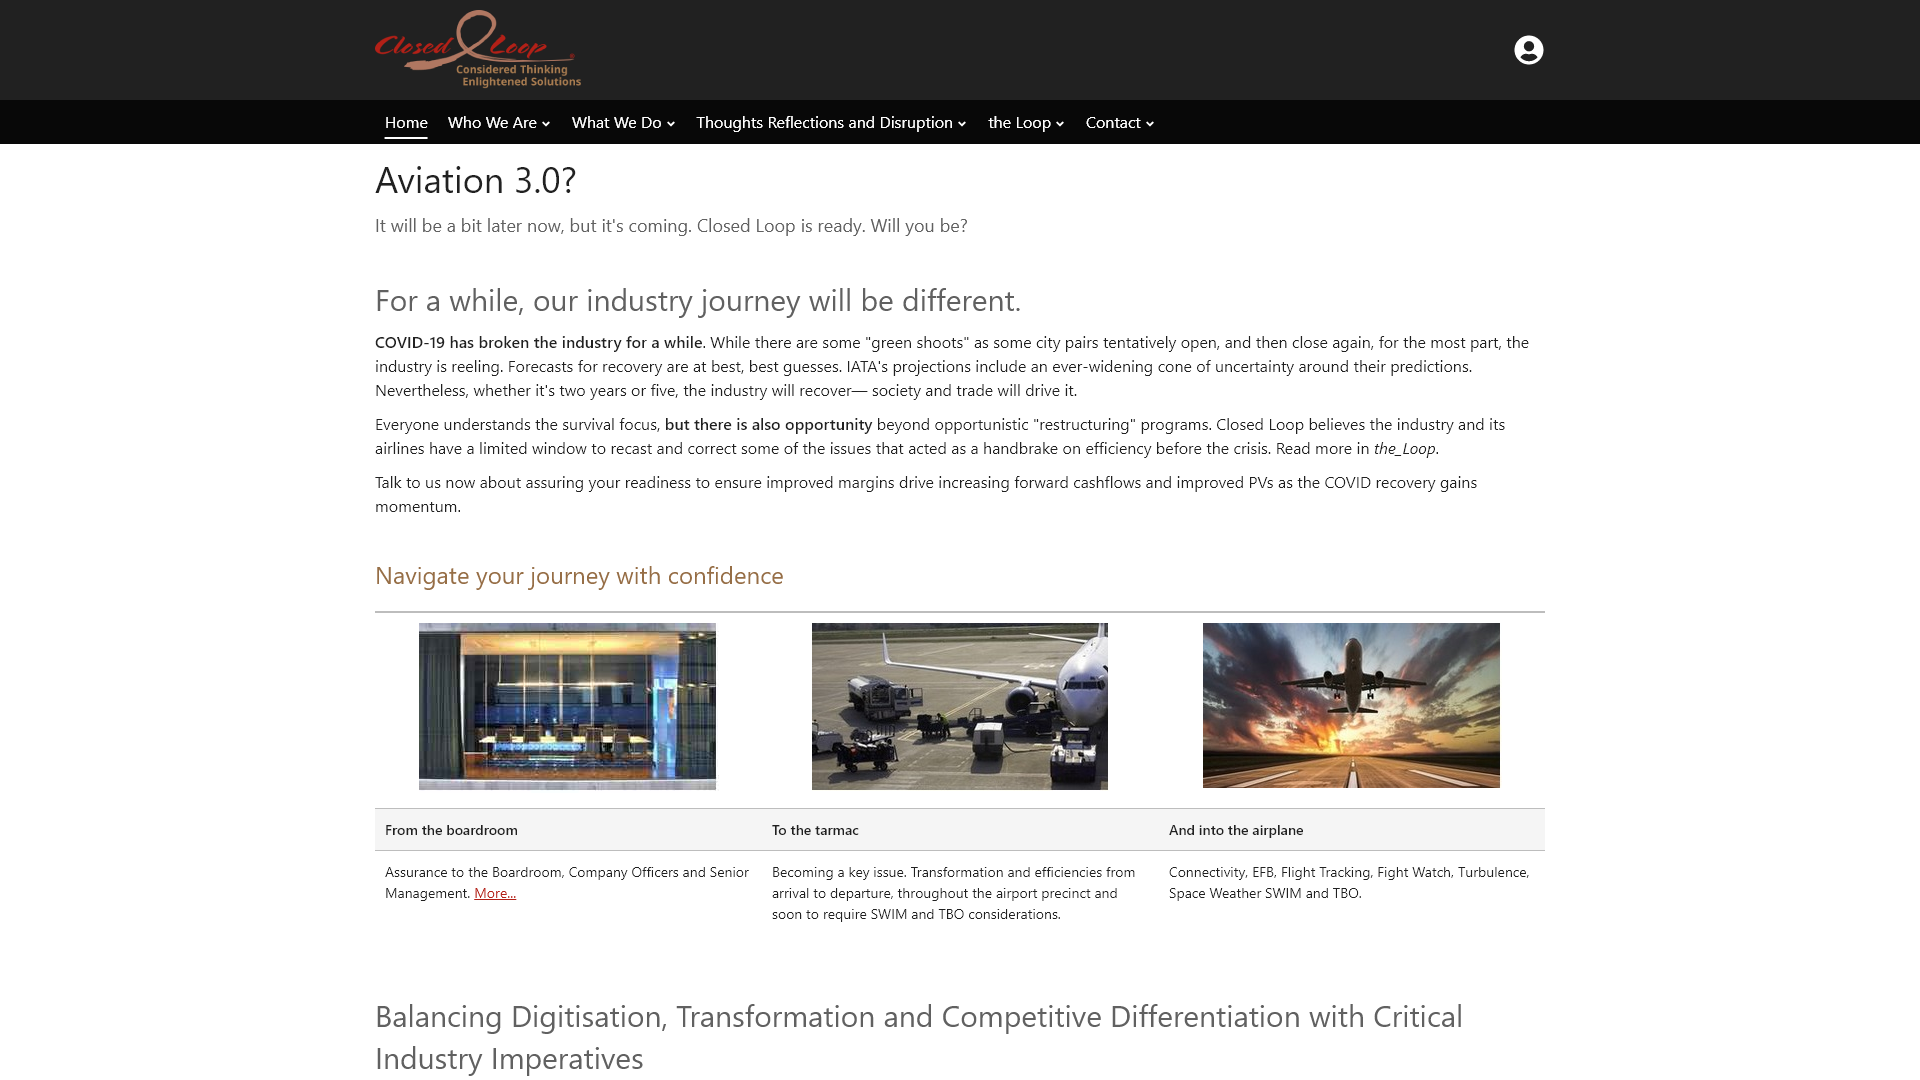 Closed Loop
Considered Thinking
Enlightened Solutions
Home Who We Are What We Do Thoughts Reflections and Disruption the Loop Contact
Aviation 3.0?
It will be a bit later now, but it's coming. Closed Loop is ready. Will you be?
For a while, our industry journey will be different.
COVID-19 has broken the industry for a while. While there are some "green shoots" as some city pairs tentatively open, and then close again, for the most part, the
industry is reeling. Forecasts for recovery are at best, best guesses. IATA's projections include an ever-widening cone of uncertainty around their predictions.
Nevertheless, whether it's two years or five, the industry will recover— society and trade will drive it.
Everyone understands the survival focus, but there is also opportunity beyond opportunistic "restructuring" programs. Closed Loop believes the industry and its
airlines have a limited window to recast and correct some of the issues that acted as a handbrake on efficiency before the crisis. Read more in the_Loop.
Talk to us now about assuring your readiness to ensure improved margins drive increasing forward cashflows and improved PVs as the COVID recovery gains
momentum.
Navigate your journey with confidence
From the boardroom
To the tarmac
And into the airplane
Assurance to the Boardroom, Company Officers and Senior
Management. More...
Becoming a key issue. Transformation and efficiencies from
arrival to departure, throughout the airport precinct and
soon to require SWIM and TBO considerations.
Connectivity, EFB, Flight Tracking, Fight Watch, Turbulence,
Space Weather SWIM and TBO.
Balancing Digitisation, Transformation and Competitive Differentiation with Critical
Industry Imperatives